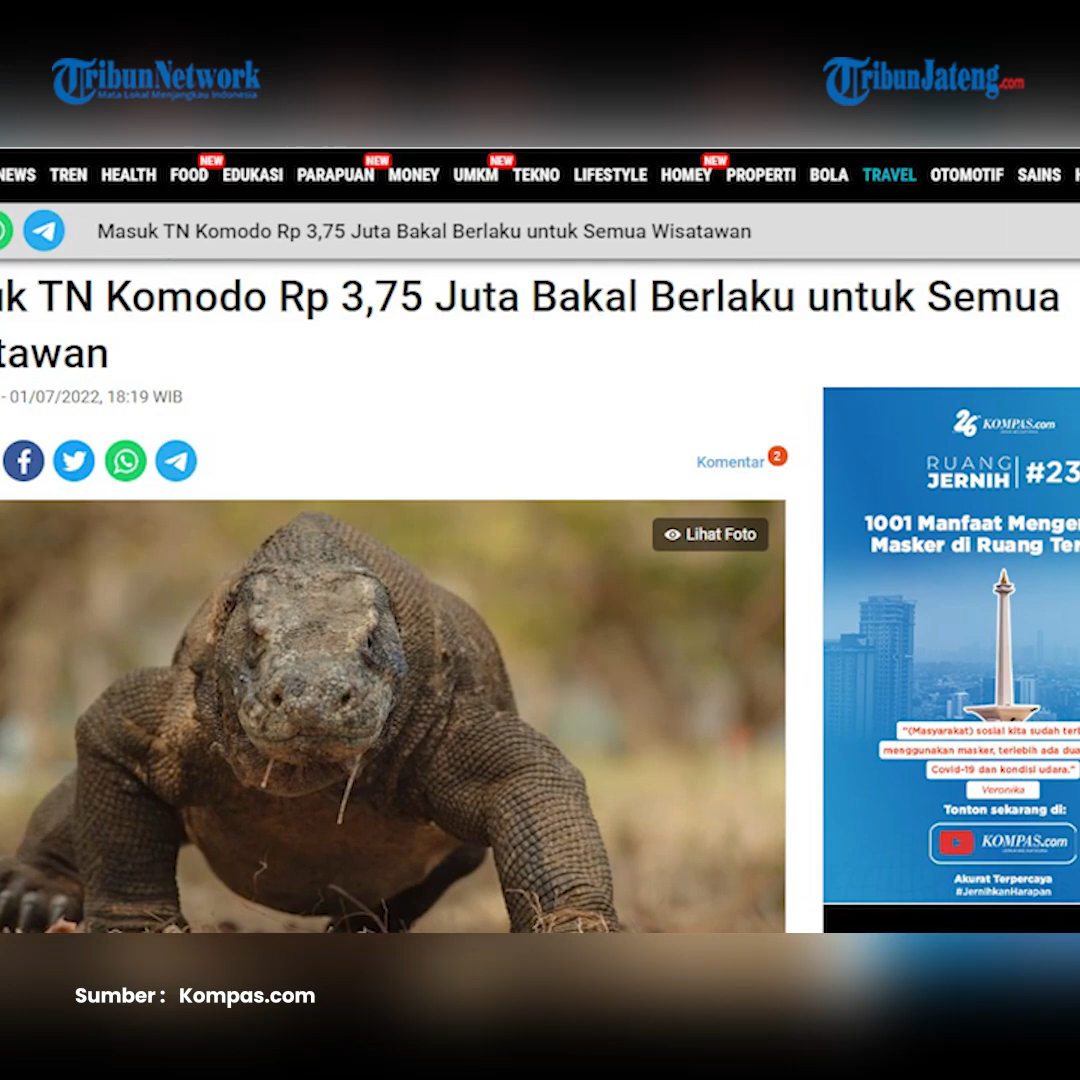 TribunNetwork
Mata Lokal Menjangkau Indonesia
TribunJateng.com
NEWS TREN HEALTH FOOD NEW EDUKASI PARAPUAN NEW MONEY UMKM NEW TEKNO LIFESTYLE HOMEY NEW PROPERTI BOLA TRAVEL OTOMOTIF SAINS
Masuk TN Komodo Rp 3,75 Juta Bakal Berlaku untuk Semua Wisatawan
uk TN Komodo Rp 3,75 Juta Bakal Berlaku untuk Semua
tawan
- 01/07/2022, 18:19 WIB
Komentar 2
Lihat Foto
26 KOMPAS.com
RUANG
JERNIH #23
1001 Manfaat Menge
Masker di Ruang Ter
"(Masyarakat) sosial kita sudah ter
menggunakan masker, terlebih ada dua
Covid-19 dan kondisi udara."
Veronika
Tonton sekarang di:
KOMPAS.com
Akurat Terpercaya
#JernihkanHarapan
Sumber : Kompas.com